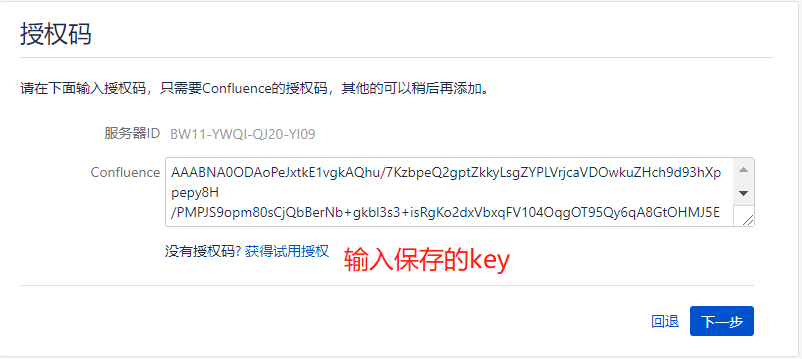 授权码
请在下面输入授权码，只需要Confluence的授权码，其他的可以稍后再添加。
服务器ID BW11-YWQI-QJ20-YI09
Confluence AAABNA0ODAoPeJxtkE1vgkAQhu/7KzbpeQ2gptZkkyLsgZYPLVrjcaVDOwkuZHch9d93hXp
pepy8H
/PMPJS9opm80sCjQbBerNb+gkbl3s3+isRgKo2dxVbxqFV104OqgOT95Qy6qA8GtOHMJ5E
没有授权码? 获得试用授权 输入保存的key
回退 下一步